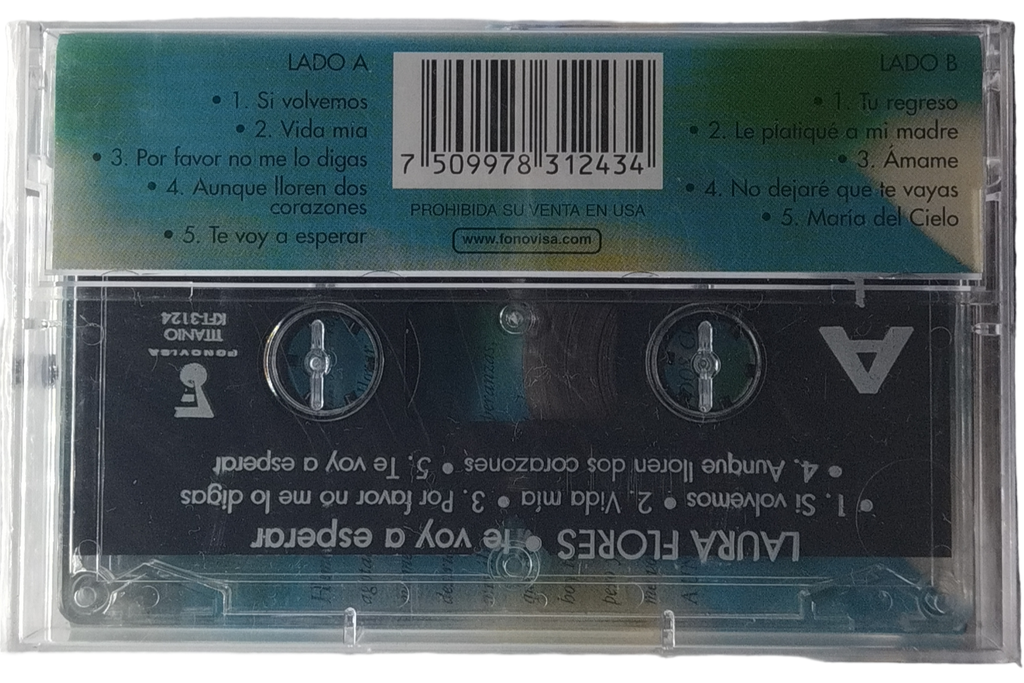 LADO A
• 1. Si volvemos
• 2. Vida mía
• 3. Por favor no me lo digas
• 4. Aunque lloren dos
corazones
• 5. Te voy a esperar
7 509978 312434
PROHIBIDA SU VENTA EN USA
www.fonovisa.com
LADO B
• 1. Tu regreso
• 2. Le platiqué a mi madre
• 3. Ámame
• 4. No dejaré que te vayas
• 5. María del Cielo
LAURA FLORES • Te voy a esperar
• 1. Si volvemos • 2. Vida mía • 3. Por favor no me lo digas
• 4. Aunque lloren dos corazones • 5. Te voy a esperar
A
FONOVISA
TITANIO
KFT-3124